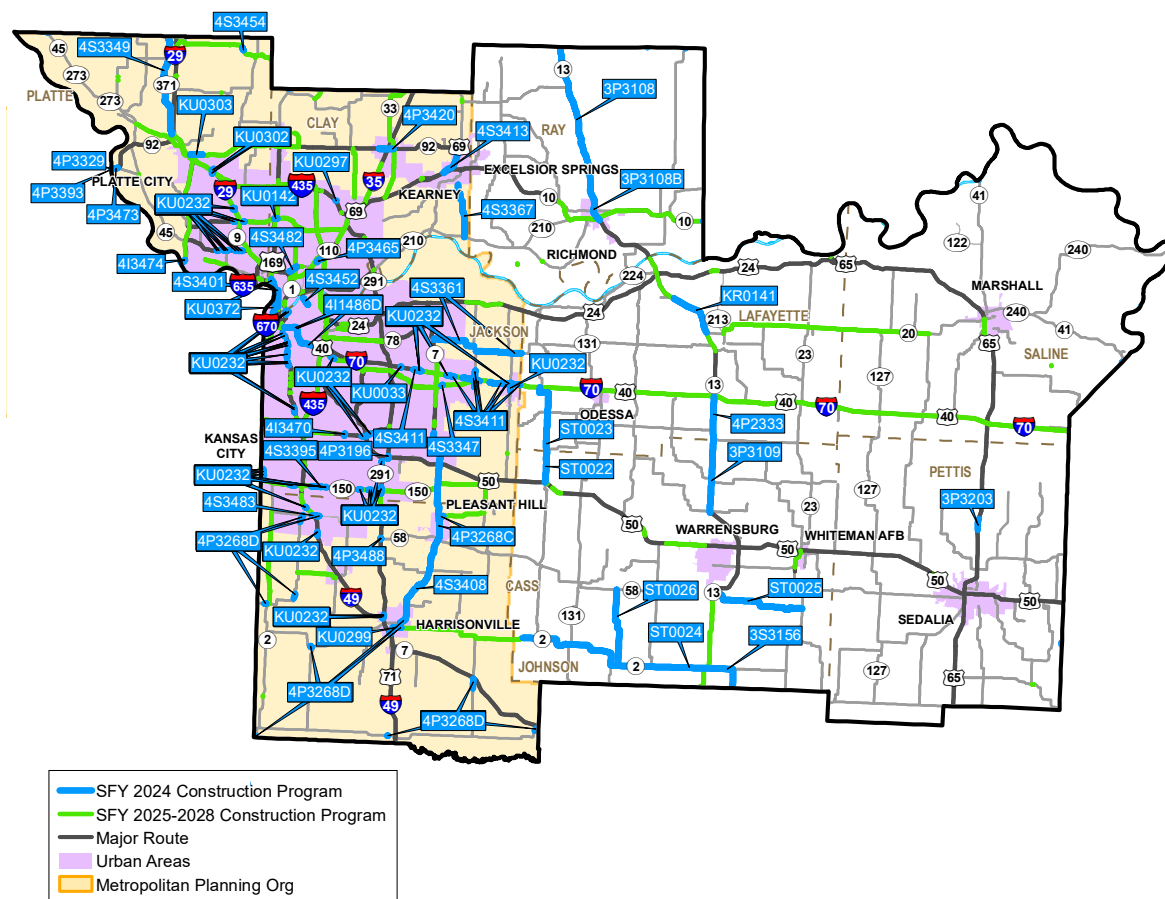 4S3454
4S3349
29
45
371
13
273
3P3108
PLATTE
273
KU0303
CLAY
33
4P3420
4S3413
RAY
KU0302
92
KU0297
92
69
4P3329
EXCELSIOR SPRINGS
PLATTE CITY
4P3393
29
435
35
3P3108B
41
KEARNEY
4P3473
KU0232
KU0142
69
10
10
4S3367
210
45
9
4S3482
4P3465
210
122
240
169
110
RICHMOND
4I3474
4S3401
635
4S3452
291
224
24
65
1
4S3361
KR0141
MARSHALL
KU0372
4I1486D
24
213
LAFAYETTE
240
670
24
KU0232
JACKSON
20
41
40
78
131
65
7
23
SALINE
KU0232
70
KU0232
KU0232
127
KU0033
13
435
70
40
4S3411
40
70
40
70
ODESSA
4I3470
4S3411
4S3347
ST0023
4P2333
KANSAS
CITY
4S3395
4P3196
3P3109
KU0232
291
50
ST0022
PETTIS
150
150
127
4S3483
KU0232
PLEASANT HILL
23
3P3203
50
WARRENSBURG
4P3268D
KU0232
58
4P3268C
WHITEMAN AFB
4P3488
50
50
CASS
50
4S3408
58
ST0026
13
ST0025
49
50
KU0232
131
SEDALIA
KU0299
HARRISONVILLE
2
2
ST0024
3S3156
7
2
JOHNSON
127
4P3268D
71
65
49
4P3268D
SFY 2024 Construction Program
SFY 2025-2028 Construction Program
Major Route
Urban Areas
Metropolitan Planning Org